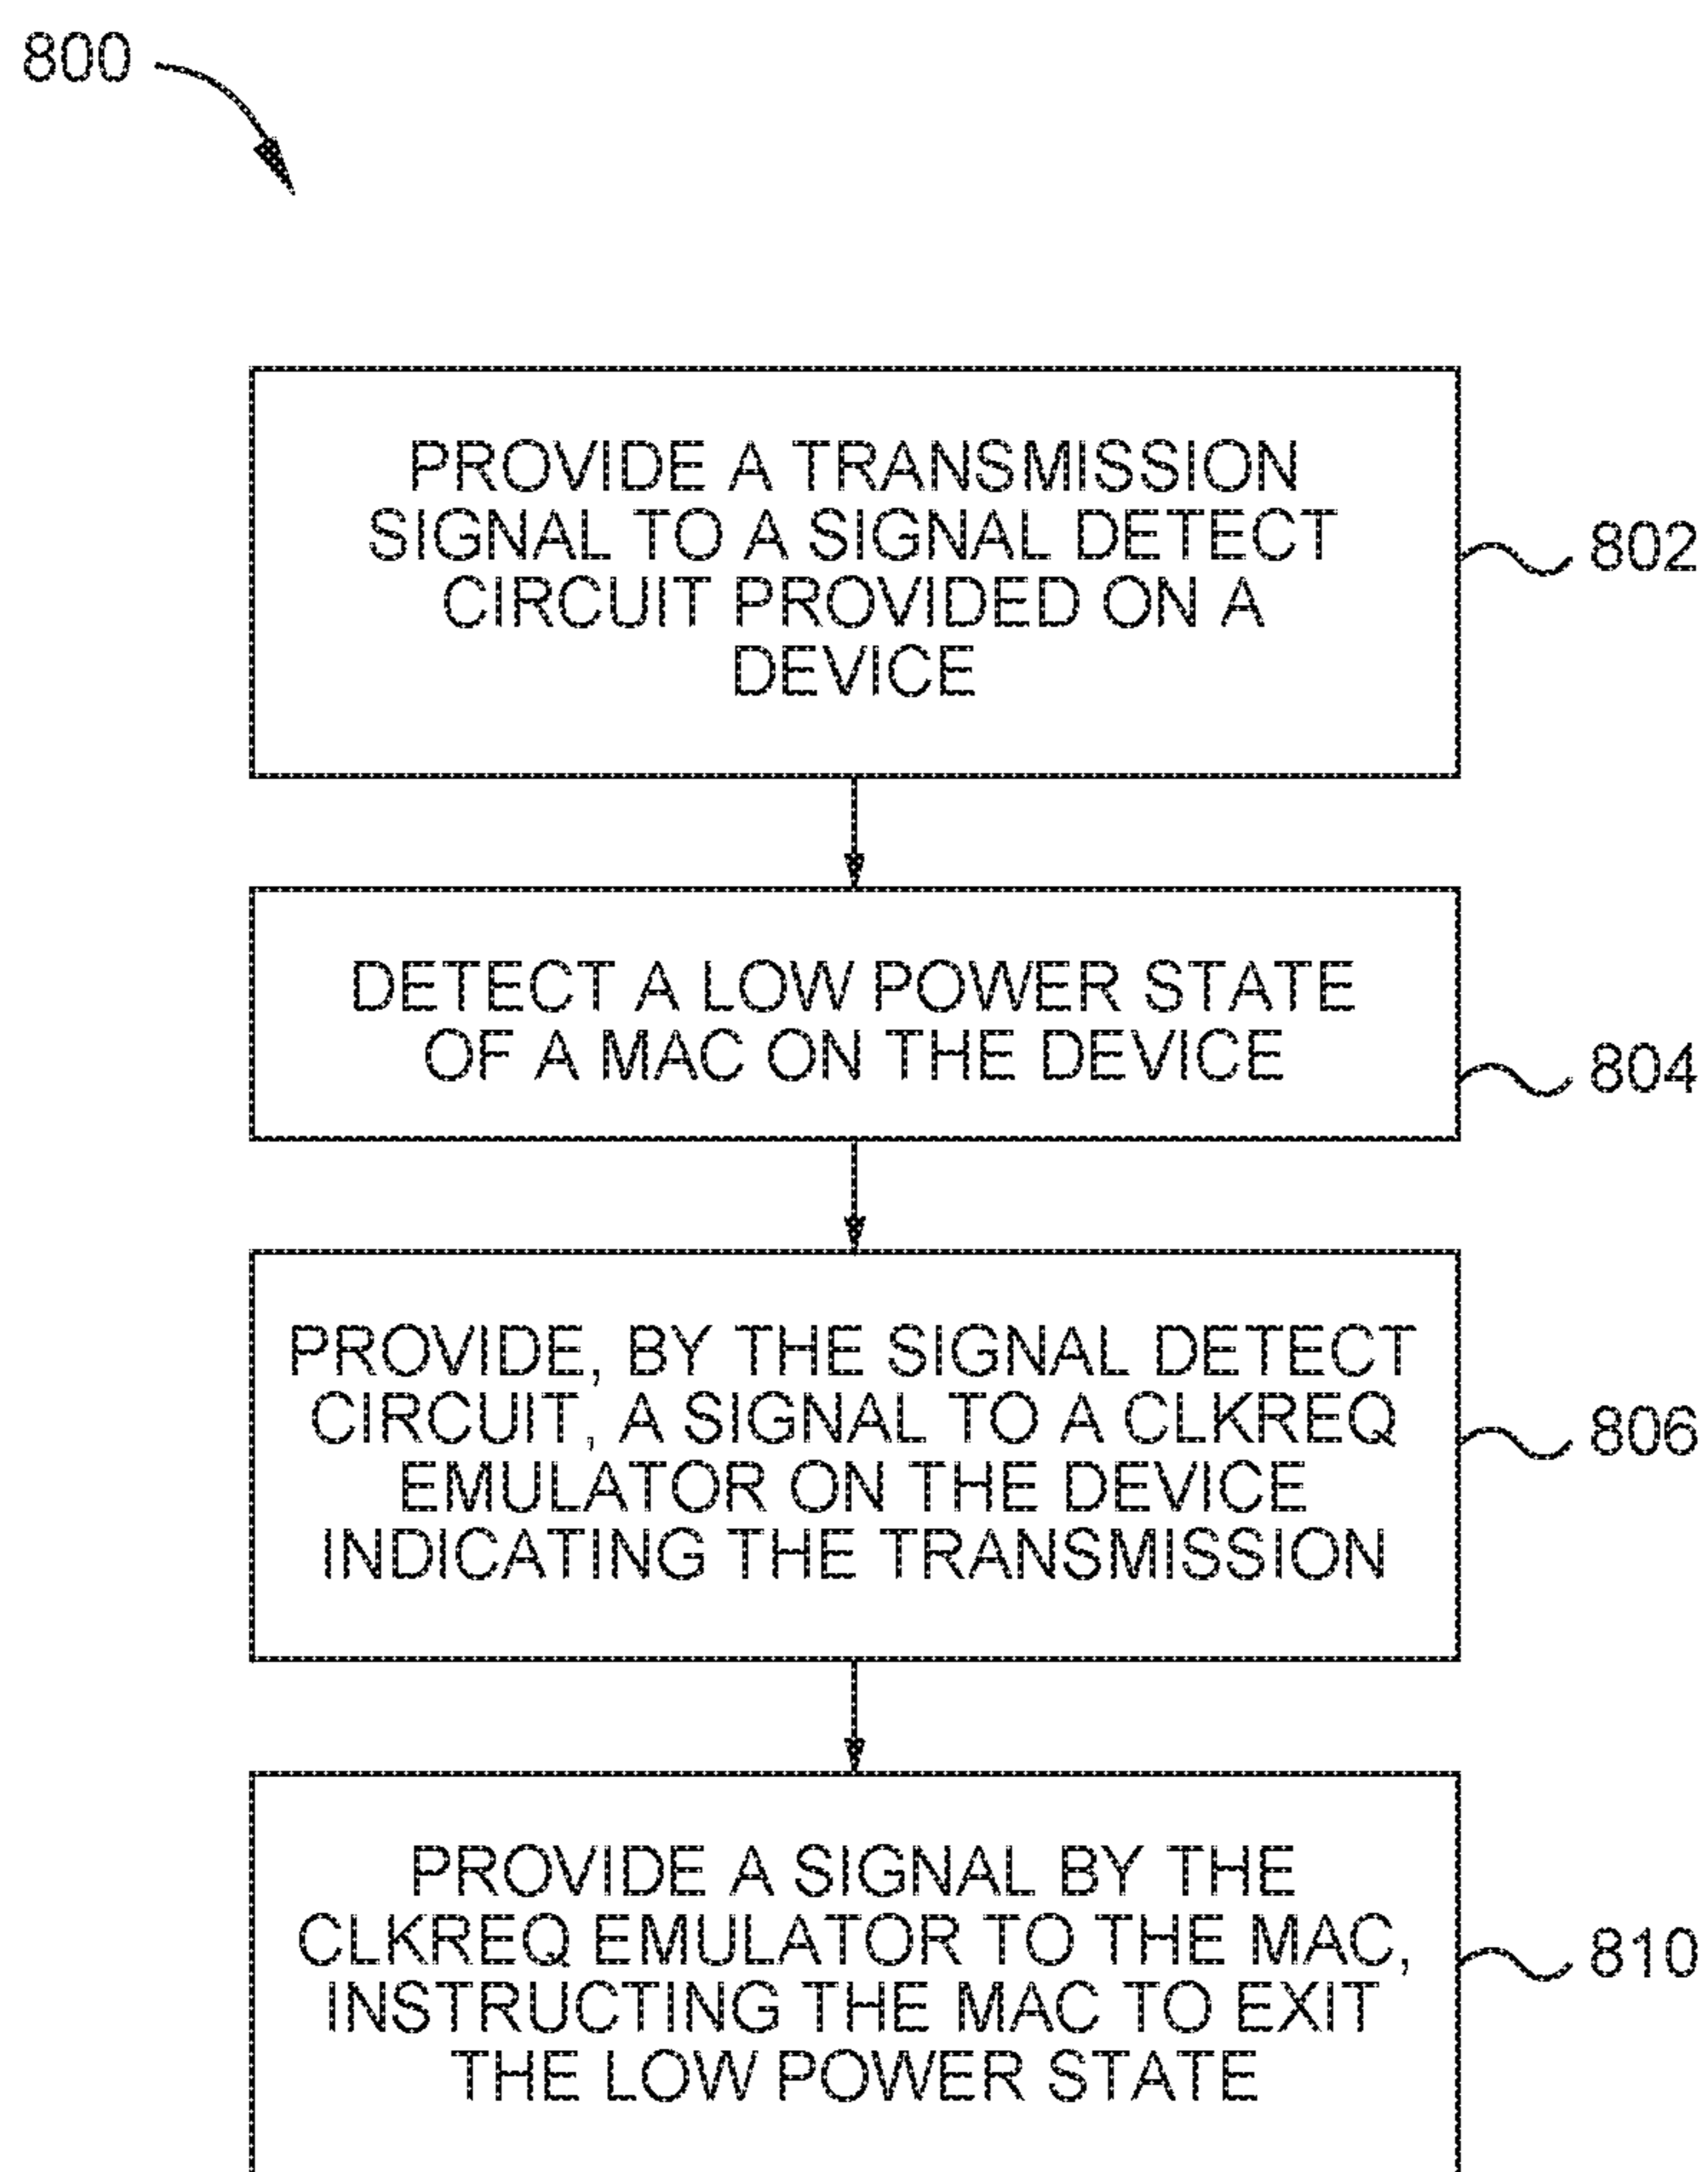 800
PROVIDE A TRANSMISSION
SIGNAL TO A SIGNAL DETECT
CIRCUIT PROVIDED ON A
DEVICE
802
DETECT A LOW POWER STATE
OF A MAC ON THE DEVICE
804
PROVIDE, BY THE SIGNAL DETECT
CIRCUIT, A SIGNAL TO A CLKREQ
EMULATOR ON THE DEVICE
INDICATING THE TRANSMISSION
806
PROVIDE A SIGNAL BY THE
CLKREQ EMULATOR TO THE MAC,
INSTRUCTING THE MAC TO EXIT
THE LOW POWER STATE
810